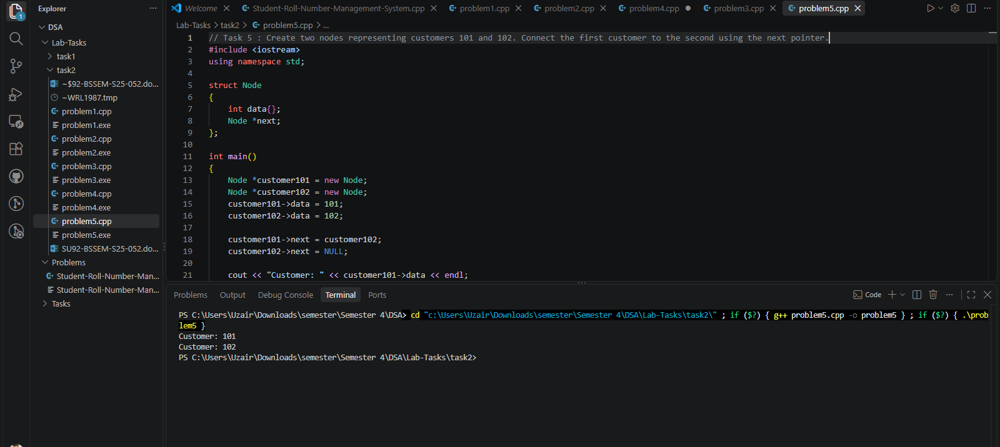 Explorer
DSA
Lab-Tasks
task1
task2
~$92-BSSEM-S25-052.do...
~WRL1987.tmp
problem1.cpp
problem1.exe
problem2.cpp
problem2.exe
problem3.cpp
problem3.exe
problem4.cpp
problem4.exe
problem5.cpp
problem5.exe
SU92-BSSEM-S25-052.do...
Problems
Student-Roll-Number-Man...
Student-Roll-Number-Man...
Tasks
1
Welcome Student-Roll-Number-Management-System.cpp problem1.cpp problem2.cpp problem4.cpp problem3.cpp problem5.cpp
Lab-Tasks > task2 > problem5.cpp > ...
1 // Task 5 : Create two nodes representing customers 101 and 102. Connect the first customer to the second using the next pointer.
2 #include <iostream>
3 using namespace std;
4
5 struct Node
6 {
7 int data{};
8 Node *next;
9 };
10
11 int main()
12 {
13 Node *customer101 = new Node;
14 Node *customer102 = new Node;
15 customer101->data = 101;
16 customer102->data = 102;
17
18 customer101->next = customer102;
19 customer102->next = NULL;
20
21 cout << "Customer: " << customer101->data << endl;
Problems Output Debug Console Terminal Ports Code
PS C:\Users\Uzair\Downloads\semester\Semester 4\DSA> cd "c:\Users\Uzair\Downloads\semester\Semester 4\DSA\Lab-Tasks\task2\" ; if ($?) { g++ problem5.cpp -o problem5 } ; if ($?) { .\prob
lem5 }
Customer: 101
Customer: 102
PS C:\Users\Uzair\Downloads\semester\Semester 4\DSA\Lab-Tasks\task2>